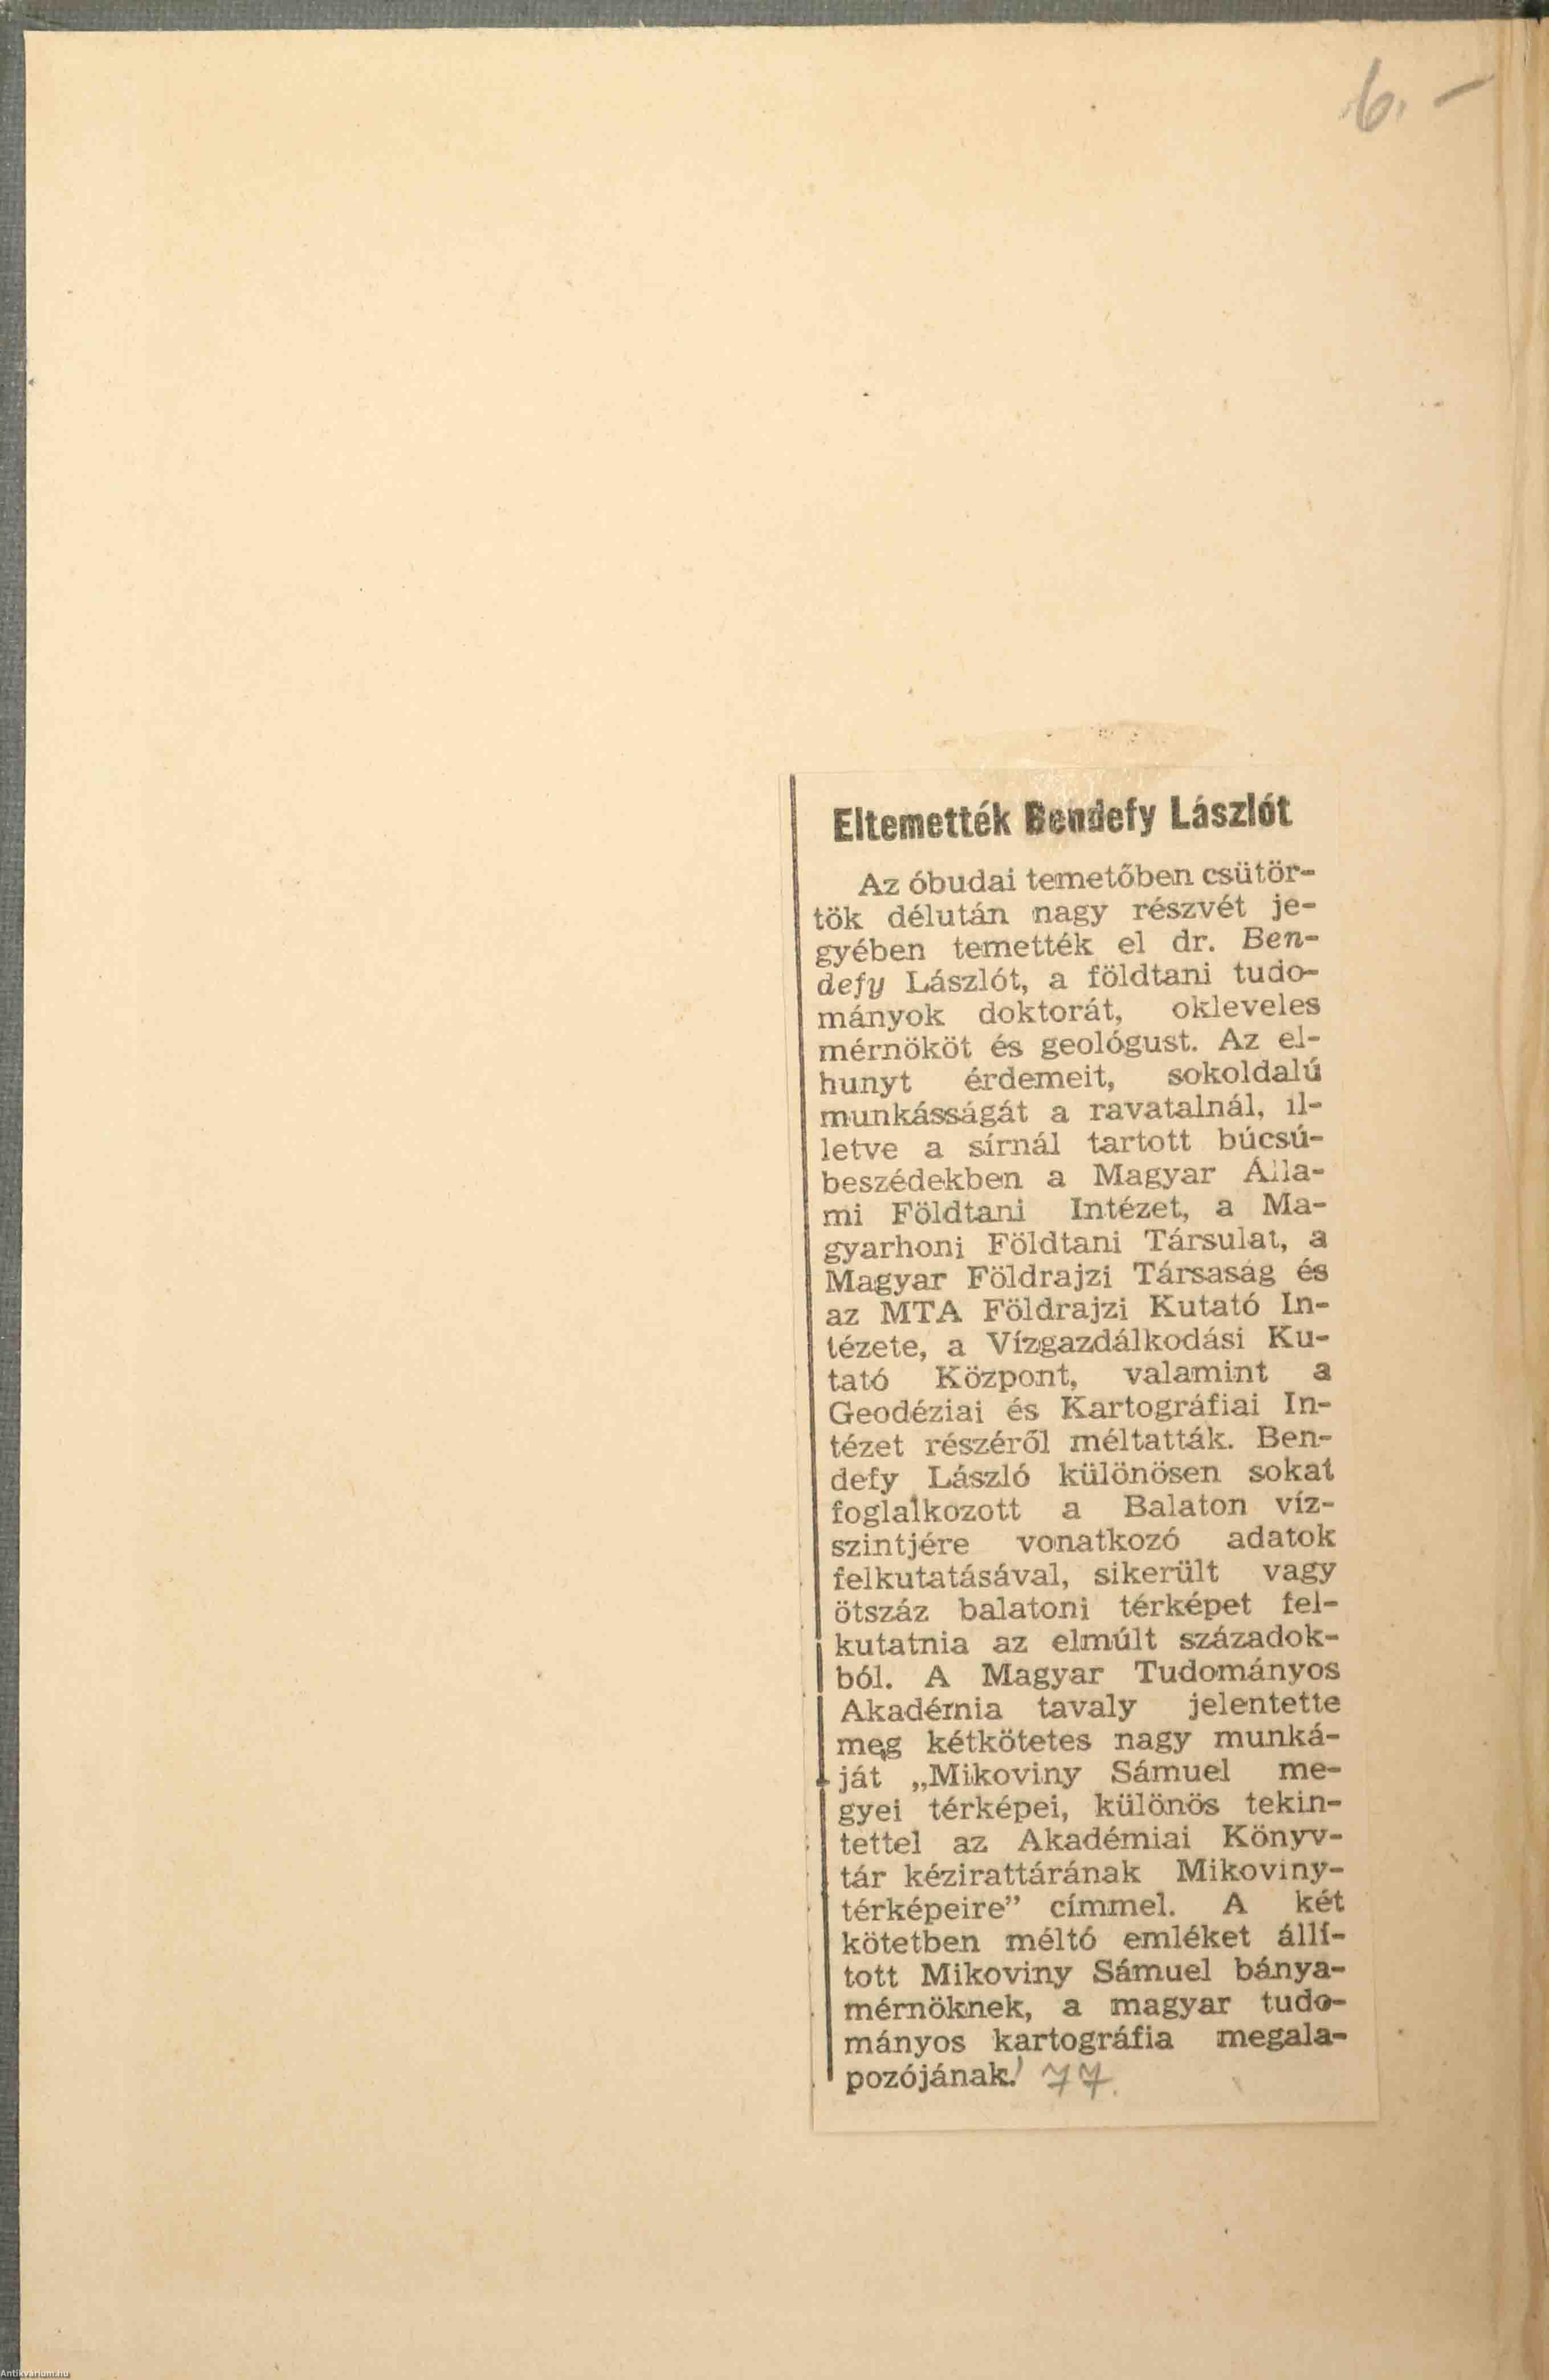 6. –
Eltemették Bendefy Lászlót
Az óbudai temetőben csütör-
tök délután nagy részvét je-
gyében temették el dr. Ben-
defy Lászlót, a földtani tudo-
mányok doktorát, okleveles
mérnököt és geológust. Az el-
hunyt érdemeit, sokoldalú
munkásságát a ravatalnál, il-
letve a sírnál tartott búcsú-
beszédekben a Magyar Álla-
mi Földtani Intézet, a Ma-
gyarhoni Földtani Társulat, a
Magyar Földrajzi Társaság és
az MTA Földrajzi Kutató In-
tézete, a Vízgazdálkodási Ku-
tató Központ, valamint a
Geodéziai és Kartográfiai In-
tézet részéről méltatták. Ben-
defy László különösen sokat
foglalkozott a Balaton víz-
szintjére vonatkozó adatok
felkutatásával, sikerült vagy
ötszáz balatoni térképet fel-
kutatnia az elmúlt századok-
ból. A Magyar Tudományos
Akadémia tavaly jelentette
meg kétkötetes nagy munká-
ját „Mikoviny Sámuel me-
gyei térképei, különös tekin-
tettel az Akadémiai Könyv-
tár kézirattárának Mikoviny-
térképeire” címmel. A két
kötetben méltó emléket állí-
tott Mikoviny Sámuel bánya-
mérnöknek, a magyar tudo-
mányos kartográfia megala-
pozójának. 77.
Antikvárium.hu